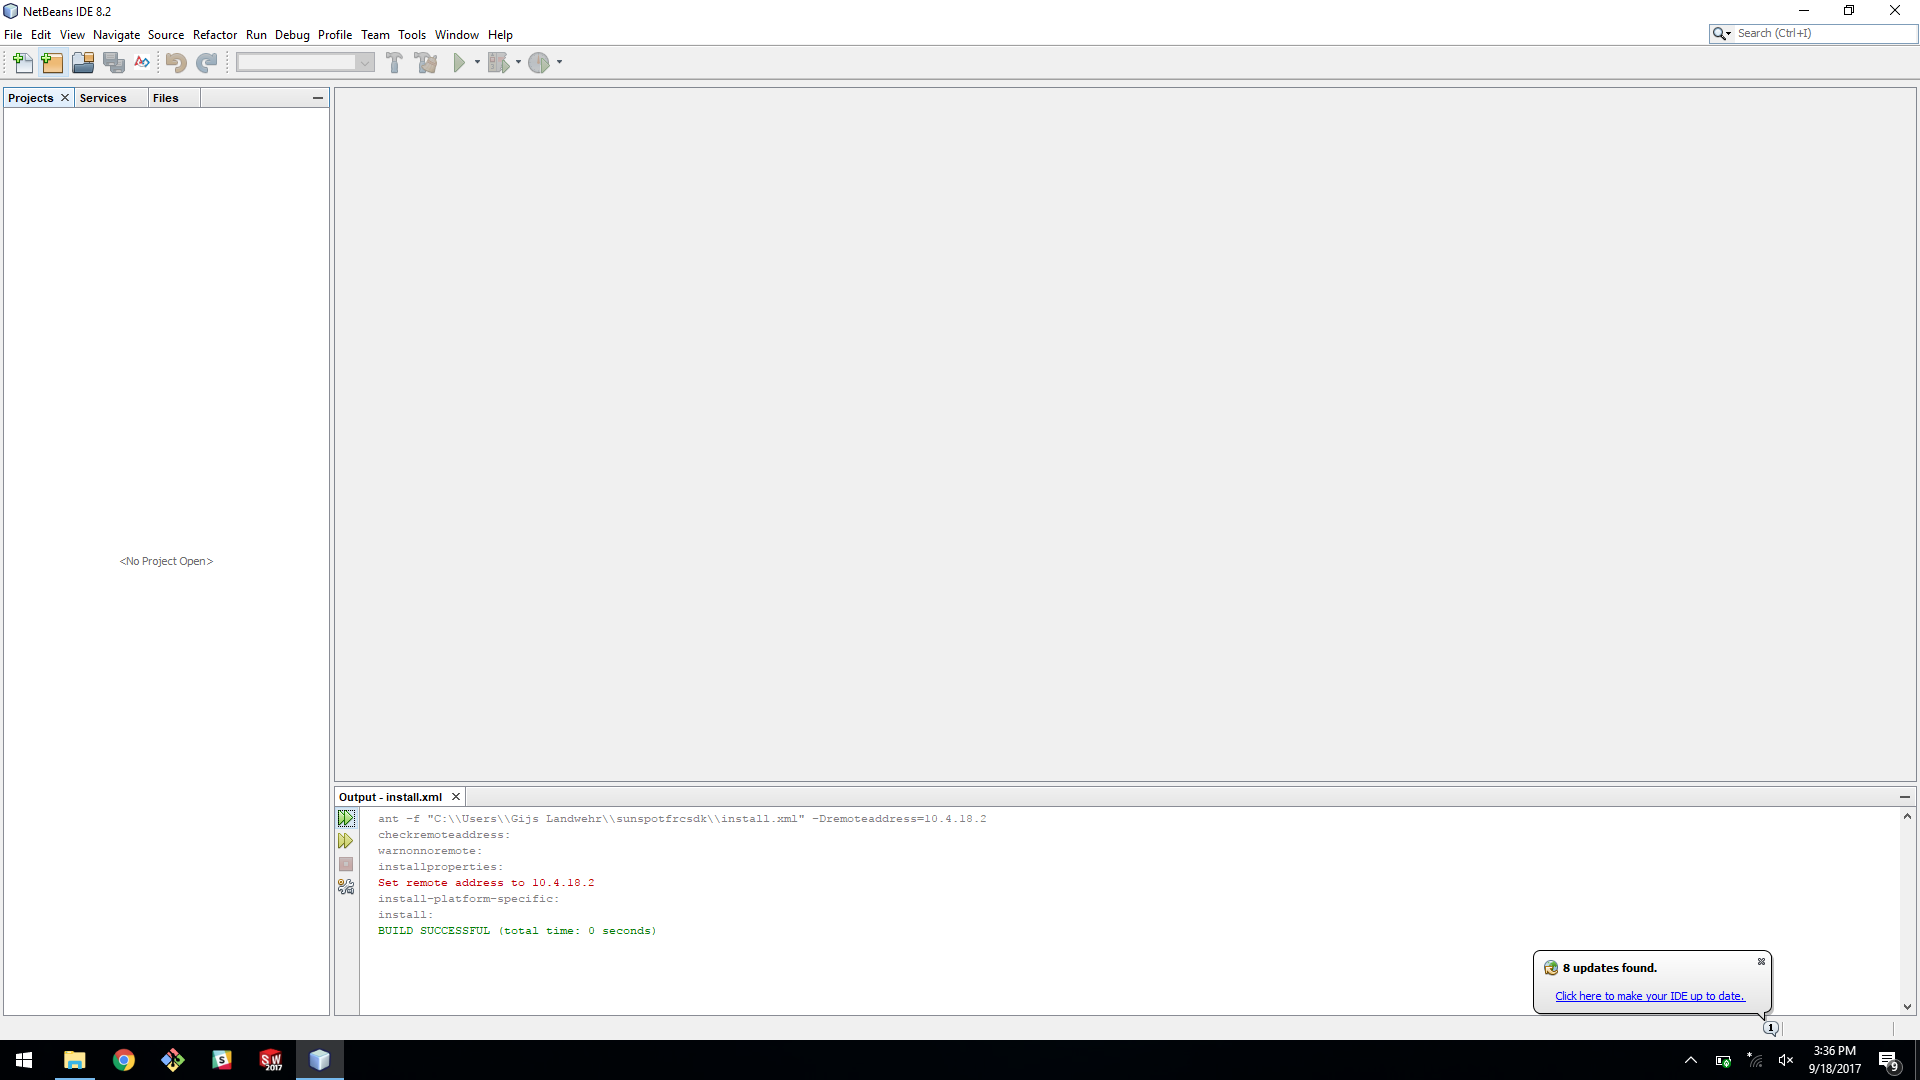 NetBeans IDE 8.2
File Edit View Navigate Source Refactor Run Debug Profile Team Tools Window Help
Search (Ctrl+I)
Projects Services Files
<No Project Open>
Output - install.xml
ant -f "C:\\Users\\Gijs Landwehr\\sunspotfrcsdk\\install.xml" -Dremoteaddress=10.4.18.2
checkremoteaddress:
warnonnoremote:
installproperties:
Set remote address to 10.4.18.2
install-platform-specific:
install:
BUILD SUCCESSFUL (total time: 0 seconds)
8 updates found.
Click here to make your IDE up to date.
1
S
SW
2017
3:36 PM
9/18/2017
9